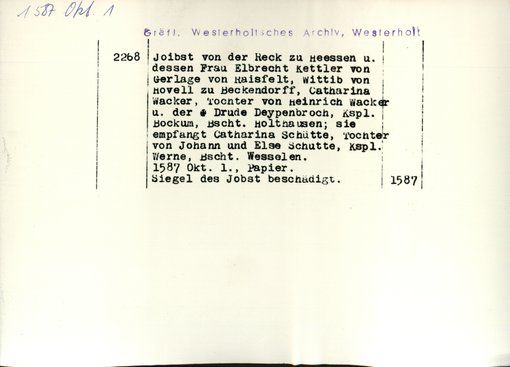 1587 Okt. 1
Gräfl. Westerholtsches Archiv, Westerholt
2268 Joibst von der Reck zu Heessen u.
dessen Frau Elbrecht Kettler von
Gerlage von Raisfelt, Wittib von
Hovell zu Beckendorff, Catharina
Wacker, Tochter von Heinrich Wacker
u. der * Drude Deypenbroch, Kspl.
Bockum, Bscht. Holthausen; sie
empfangt Catharina Schütte, Tochter
von Johann und Else Schutte, Kspl.
Werne, Bscht. Wesselen.
1587 Okt. 1., Papier.
Siegel des Jobst beschädigt. 1587